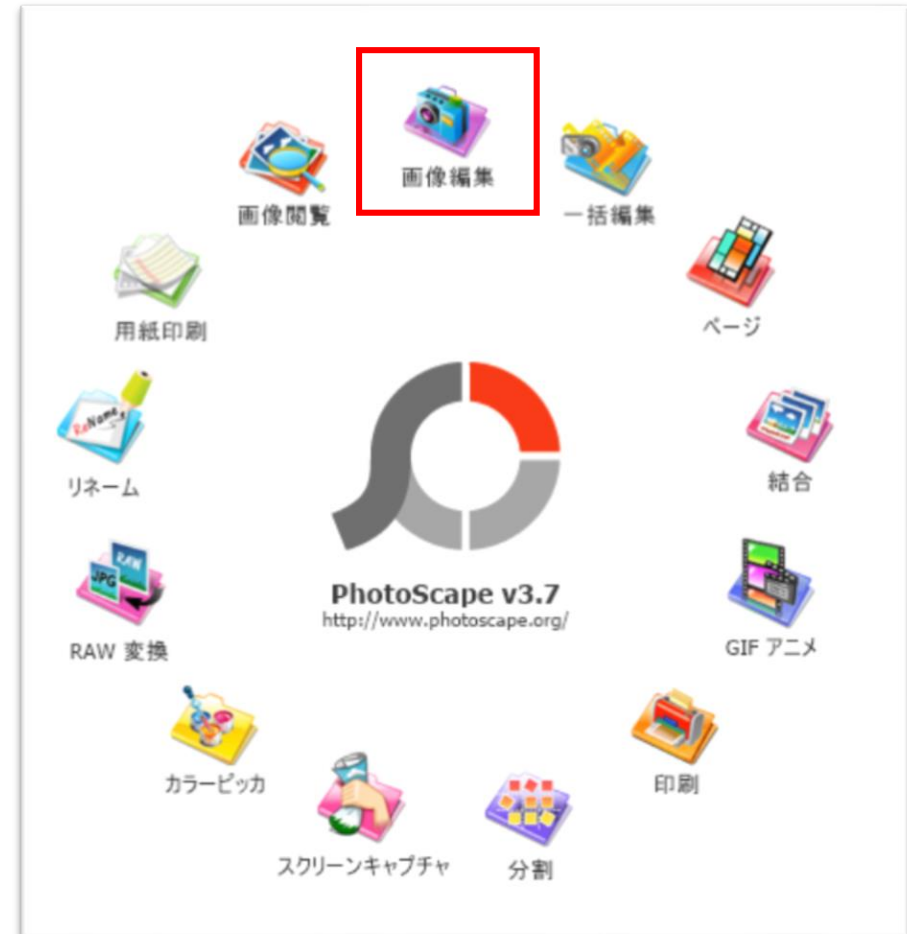 画像編集
画像閲覧
一括編集
用紙印刷
ページ
ReName
リネーム
結合
RAW
JPG
PhotoScape v3.7
http://www.photoscape.org/
RAW 変換
GIF アニメ
カラーピッカ
印刷
スクリーンキャプチャ
分割